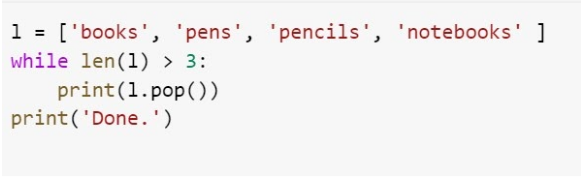 l = ['books', 'pens', 'pencils', 'notebooks' ]
while len(l) > 3:
    print(l.pop())
print('Done.')